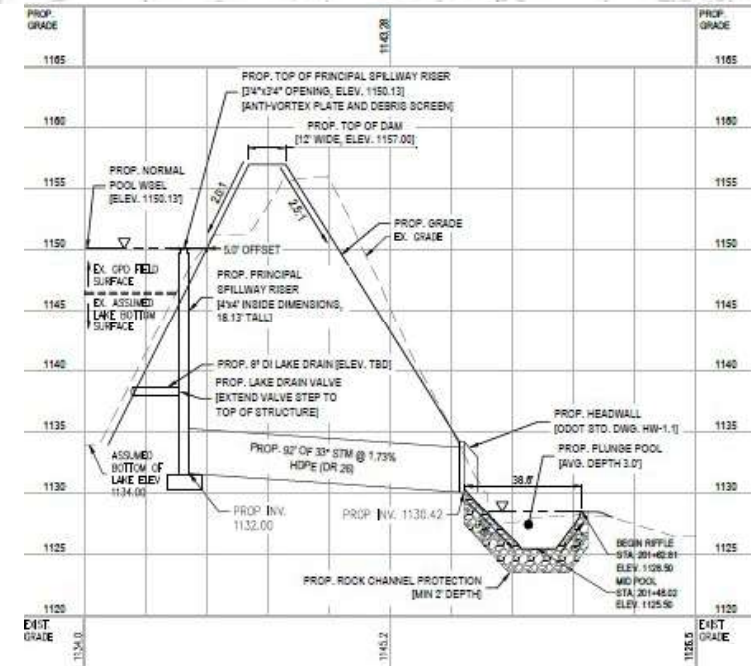 PROP.
GRADE
1143.28
PROP.
GRADE
1165
1165
PROP. TOP OF PRINCIPAL SPILLWAY RISER
[3'4"x3'4" OPENING, ELEV. 1150.13]
[ANTI-VORTEX PLATE AND DEBRIS SCREEN]
1160
1160
PROP. TOP OF DAM
[12' WIDE, ELEV. 1157.00]
PROP. NORMAL
POOL WSEL
[ELEV. 1150.13']
1155
1155
2.0:1
2.5:1
PROP. GRADE
EX. GRADE
1150
1150
5.0' OFFSET
EX. OPD FIELD
SURFACE
EX. ASSUMED
LAKE BOTTOM
SURFACE
PROP. PRINCIPAL
SPILLWAY RISER
[4'x4' INSIDE DIMENSIONS,
18.13' TALL]
1145
1145
1140
1140
PROP. 8" DI LAKE DRAIN [ELEV. TBD]
PROP. LAKE DRAIN VALVE
[EXTEND VALVE STEP TO
TOP OF STRUCTURE]
1135
1135
PROP. HEADWALL
[ODOT STD. DWG. HW-1.1]
PROP. PLUNGE POOL
[AVG. DEPTH 3.0']
ASSUMED
BOTTOM OF
LAKE ELEV
1134.00
PROP. 92' OF 33" STM @ 1.73%
HDPE (DR 26)
38.6'
1130
1130
PROP INV.
1132.00
PROP INV. 1130.42
1125
1125
BEGIN RIFFLE
STA. 201+62.81
ELEV. 1128.50
MID POOL
STA. 201+48.02
ELEV. 1125.50
PROP. ROCK CHANNEL PROTECTION
[MIN 2' DEPTH]
1120
1120
EXIST
GRADE
1134.0
1145.2
1126.5
EXIST
GRADE